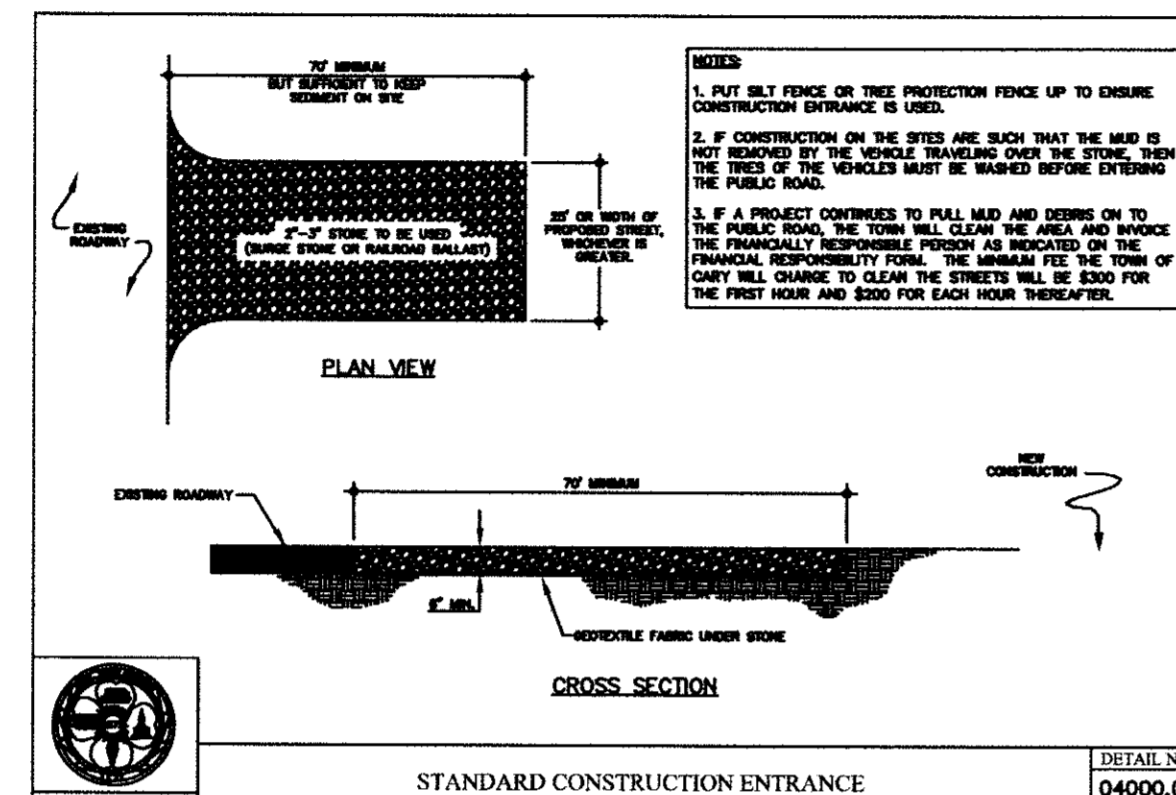 70' MINIMUM
BUT SUFFICIENT TO KEEP
SEDIMENT ON SITE
EXISTING
ROADWAY
2"-3" STONE TO BE USED
(SURGE STONE OR RAILROAD BALLAST)
25' OR WIDTH OF
PROPOSED STREET,
WHICHEVER IS
GREATER.
PLAN VIEW
NOTES:
1. PUT SILT FENCE OR TREE PROTECTION FENCE UP TO ENSURE
CONSTRUCTION ENTRANCE IS USED.
2. IF CONSTRUCTION ON THE SITES ARE SUCH THAT THE MUD IS
NOT REMOVED BY THE VEHICLE TRAVELING OVER THE STONE, THEN
THE TIRES OF THE VEHICLES MUST BE WASHED BEFORE ENTERING
THE PUBLIC ROAD.
3. IF A PROJECT CONTINUES TO PULL MUD AND DEBRIS ON TO
THE PUBLIC ROAD, THE TOWN WILL CLEAN THE AREA AND INVOICE
THE FINANCIALLY RESPONSIBLE PERSON AS INDICATED ON THE
FINANCIAL RESPONSIBILITY FORM. THE MINIMUM FEE THE TOWN OF
CARY WILL CHARGE TO CLEAN THE STREETS WILL BE $300 FOR
THE FIRST HOUR AND $200 FOR EACH HOUR THEREAFTER.
NEW
CONSTRUCTION
EXISTING ROADWAY
70' MINIMUM
6" MIN.
GEOTEXTILE FABRIC UNDER STONE
CROSS SECTION
STANDARD CONSTRUCTION ENTRANCE
DETAIL N
04000.